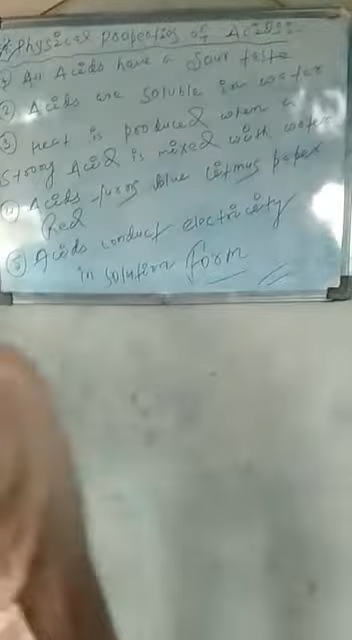 * Physical properties of Acids:-
① All Acids have a Sour taste
② Acids are soluble in water
③ Heat is produced when a
Strong Acid is mixed with water
④ Acids turns blue litmus paper
Red
⑤ Acids conduct electricity
in solution form